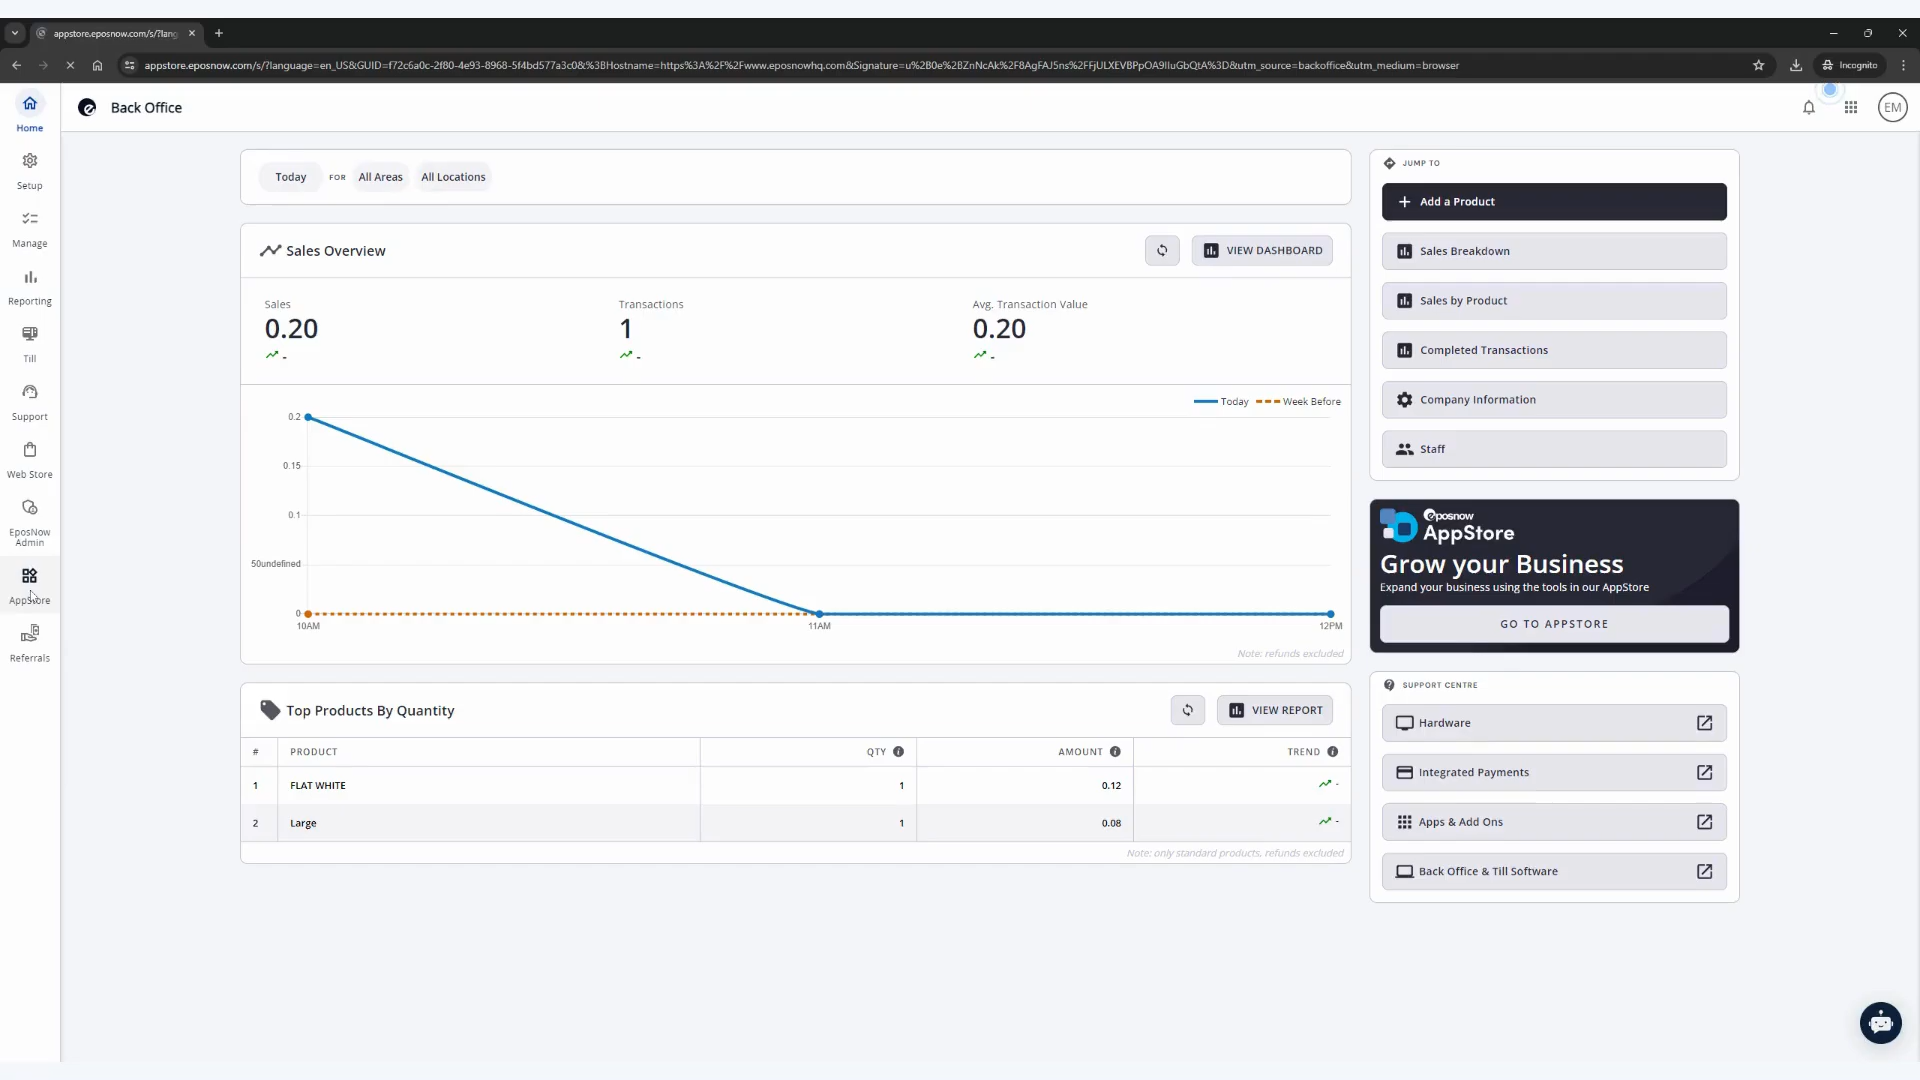 appstore.eposnow.com/s/?lang
appstore.eposnow.com/s/?language=en_US&GUID=f72c6a0c-2f80-4e93-8968-5f4bd577a3c0&%3BHostname=https%3A%2F%2Fwww.eposnowhq.com&Signature=u%2B0e%2BZnNcAk%2F8AgFAJ5ns%2FFjULXEVBPpOA9IIuGbQtA%3D&utm_source=backoffice&utm_medium=browser
Incognito
Home
Back Office
EM
Setup
Manage
Reporting
Till
Support
Web Store
EposNow
Admin
AppStore
Referrals
Today FOR All Areas All Locations
Sales Overview
VIEW DASHBOARD
Sales
0.20
-
Transactions
1
-
Avg. Transaction Value
0.20
-
Today Week Before
0.2
0.15
0.1
50undefined
0
10AM 11AM 12PM
Note: refunds excluded
Top Products By Quantity
VIEW REPORT
# PRODUCT QTY AMOUNT TREND
1 FLAT WHITE 1 0.12 -
2 Large 1 0.08 -
Note: only standard products, refunds excluded
JUMP TO
+ Add a Product
Sales Breakdown
Sales by Product
Completed Transactions
Company Information
Staff
eposnow
AppStore
Grow your Business
Expand your business using the tools in our AppStore
GO TO APPSTORE
SUPPORT CENTRE
Hardware
Integrated Payments
Apps & Add Ons
Back Office & Till Software